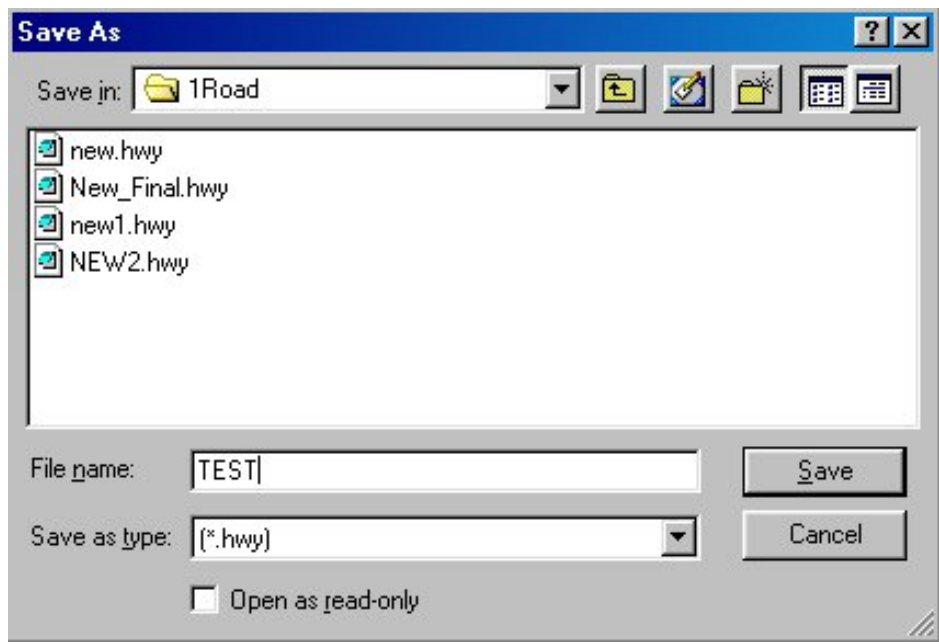 Save As
Save in: 1Road
new.hwy
New_Final.hwy
new1.hwy
NEW2.hwy
File name: TEST Save
Save as type: (*.hwy) Cancel
Open as read-only